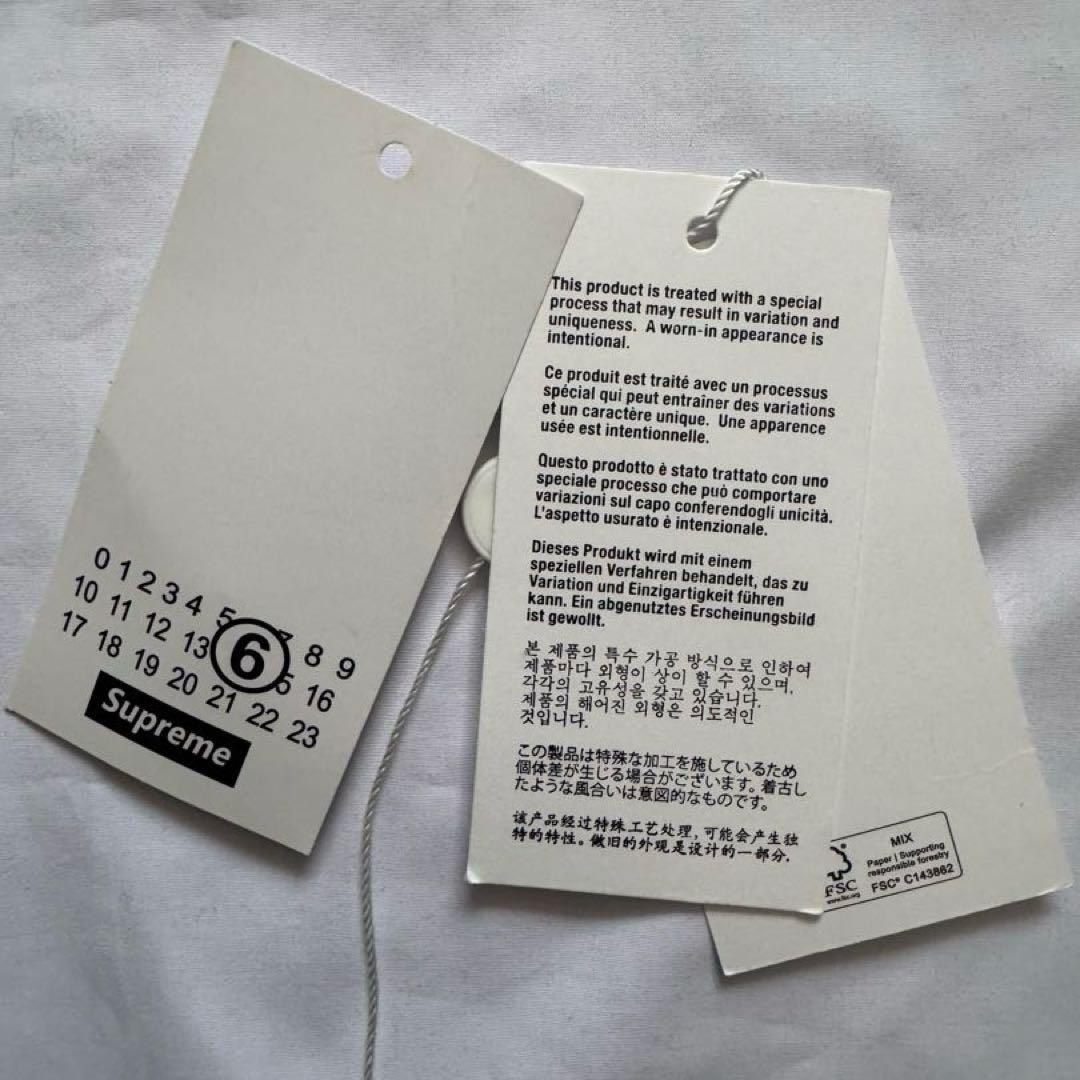 0 1 2 3 4 5 7 8 9
10 11 12 13 6 5 16
17 18 19 20 21 22 23
Supreme
This product is treated with a special
process that may result in variation and
uniqueness. A worn-in appearance is
intentional.
Ce produit est traité avec un processus
spécial qui peut entraîner des variations
et un caractère unique. Une apparence
usée est intentionnelle.
Questo prodotto è stato trattato con uno
speciale processo che può comportare
variazioni sul capo conferendogli unicità.
L'aspetto usurato è intenzionale.
Dieses Produkt wird mit einem
speziellen Verfahren behandelt, das zu
Variation und Einzigartigkeit führen
kann. Ein abgenutztes Erscheinungsbild
ist gewollt.
본 제품의 특수 가공 방식으로 인하여
제품마다 외형이 상이 할 수 있으며,
각각의 고유성을 갖고 있습니다.
제품의 해어진 외형은 의도적인
것입니다.
この製品は特殊な加工を施しているため
個体差が生じる場合がございます。着古し
たような風合いは意図的なものです。
该产品经过特殊工艺处理,可能会产生独
特的特性。做旧的外观是设计的一部分.
FSC
www.fsc.org
MIX
Paper | Supporting
responsible forestry
FSC® C143862